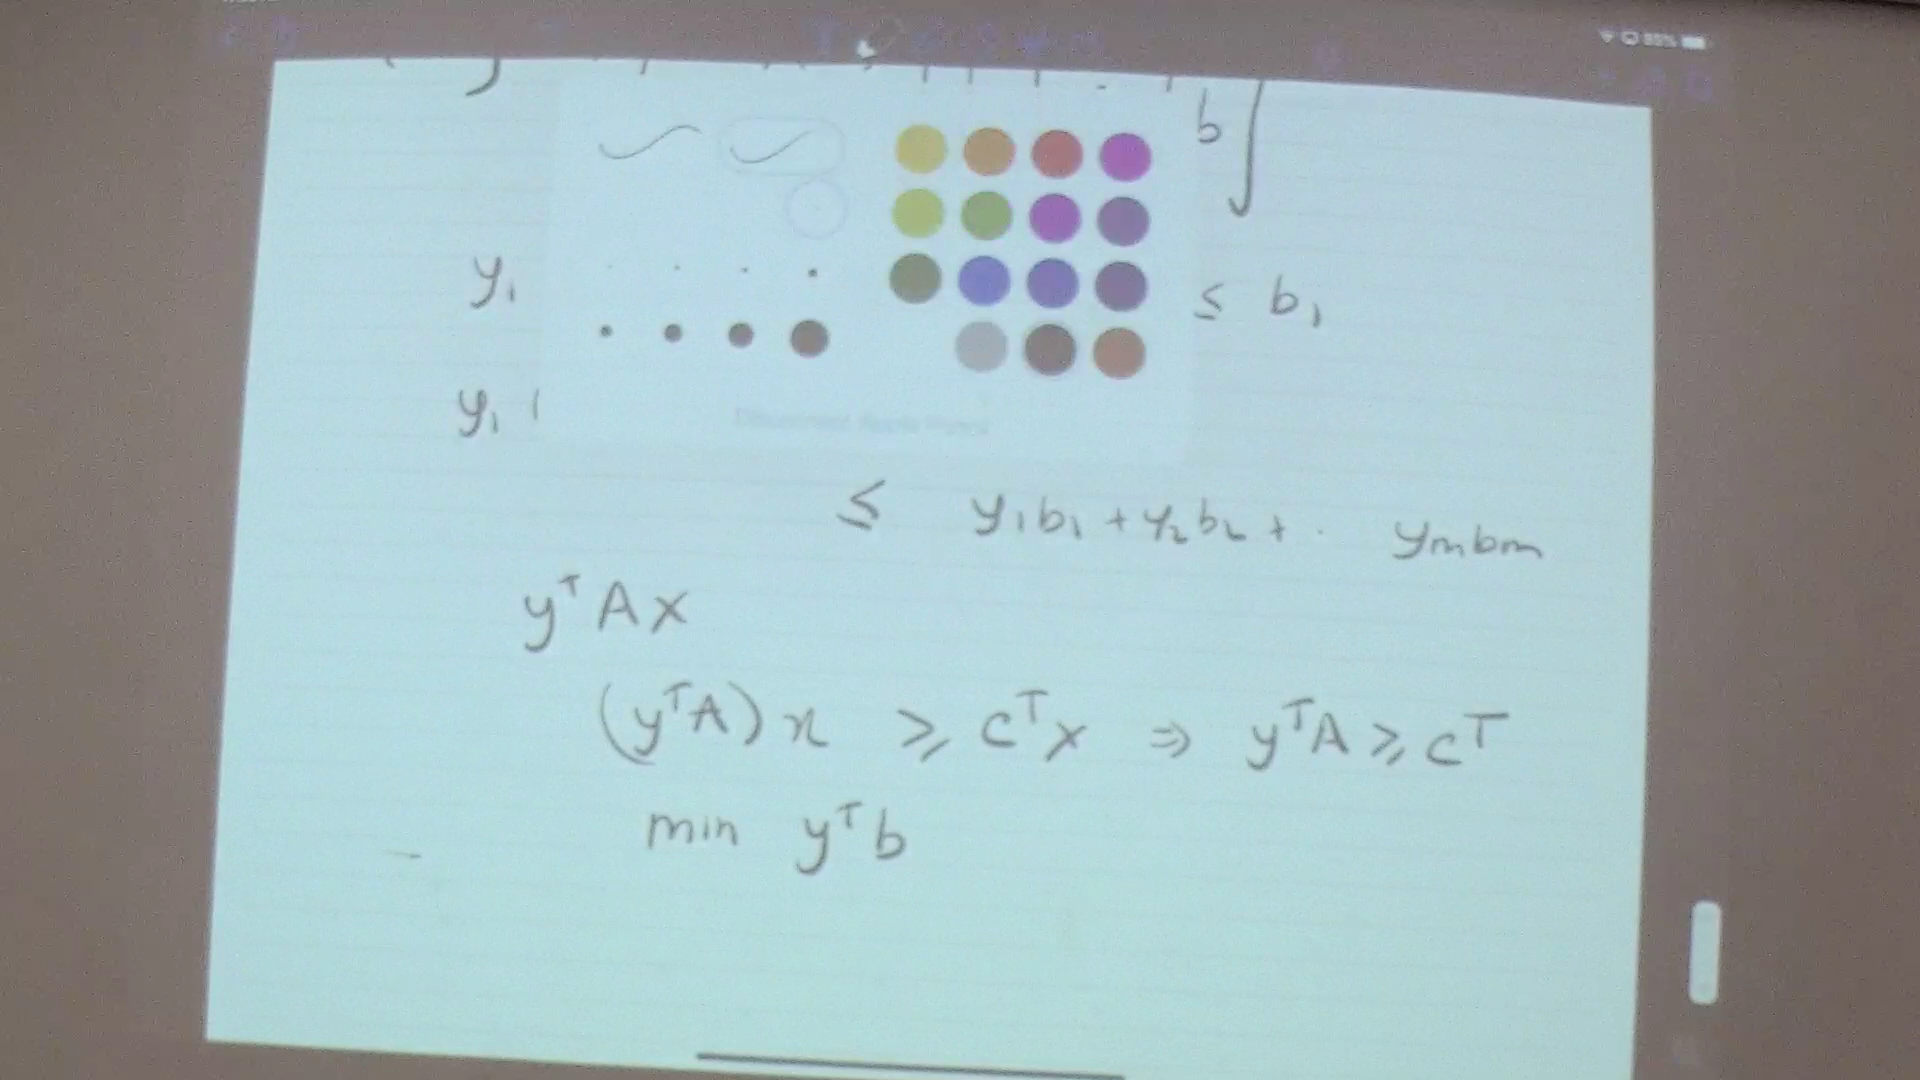 b
y₁ ≤ b₁
y₁
≤ y₁b₁ + y₂b₂ + . yₘbₘ
yᵀAx
(yᵀA)x ≥ cᵀx ⇒ yᵀA ≥ cᵀ
min yᵀb